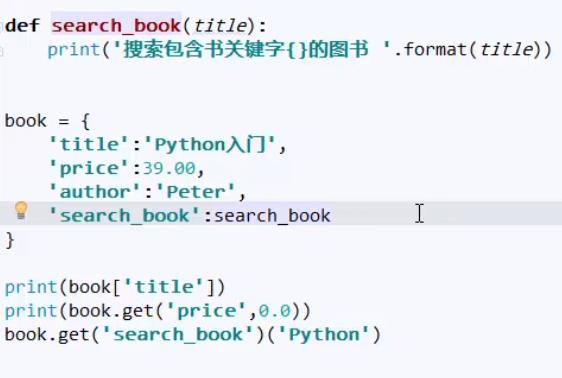 def search_book(title):
    print('搜索包含书关键字{}的图书 '.format(title))
book = {
    'title':'Python入门',
    'price':39.00,
    'author':'Peter',
    'search_book':search_book
}
print(book['title'])
print(book.get('price',0.0))
book.get('search_book')('Python')